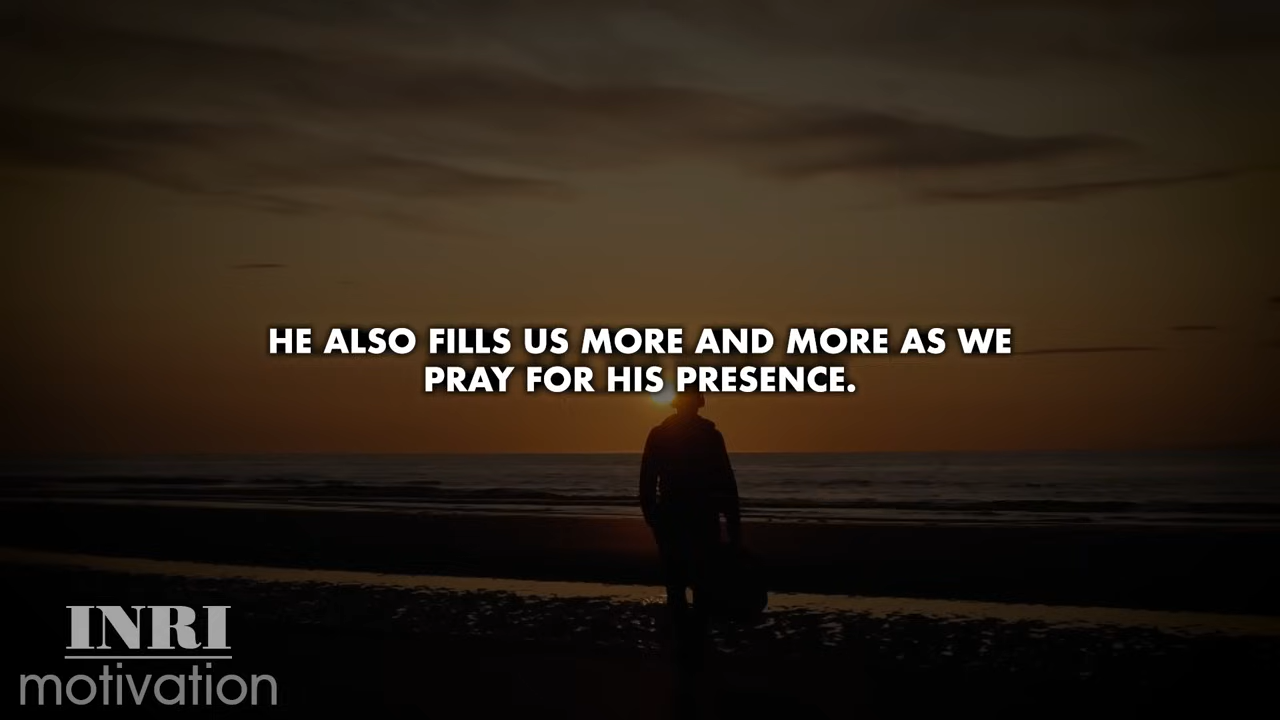 HE ALSO FILLS US MORE AND MORE AS WE
PRAY FOR HIS PRESENCE.
INRI
motivation